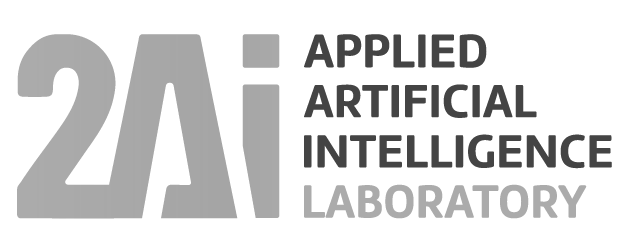 2Ai
APPLIED
ARTIFICIAL
INTELLIGENCE
LABORATORY